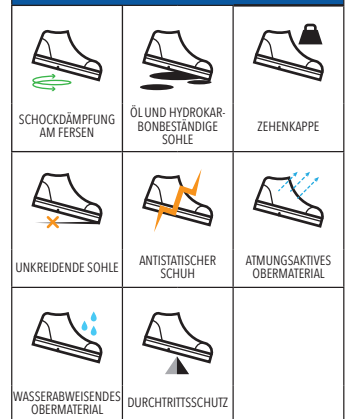 SCHOCKDÄMPFUNG
AM FERSEN
ÖL UND HYDROKAR-
BONBESTÄNDIGE
SOHLE
ZEHENKAPPE
UNKREIDENDE SOHLE
ANTISTATISCHER
SCHUH
ATMUNGSAKTIVES
OBERMATERIAL
WASSERABWEISENDES
OBERMATERIAL
DURCHTRITTSSCHUTZ